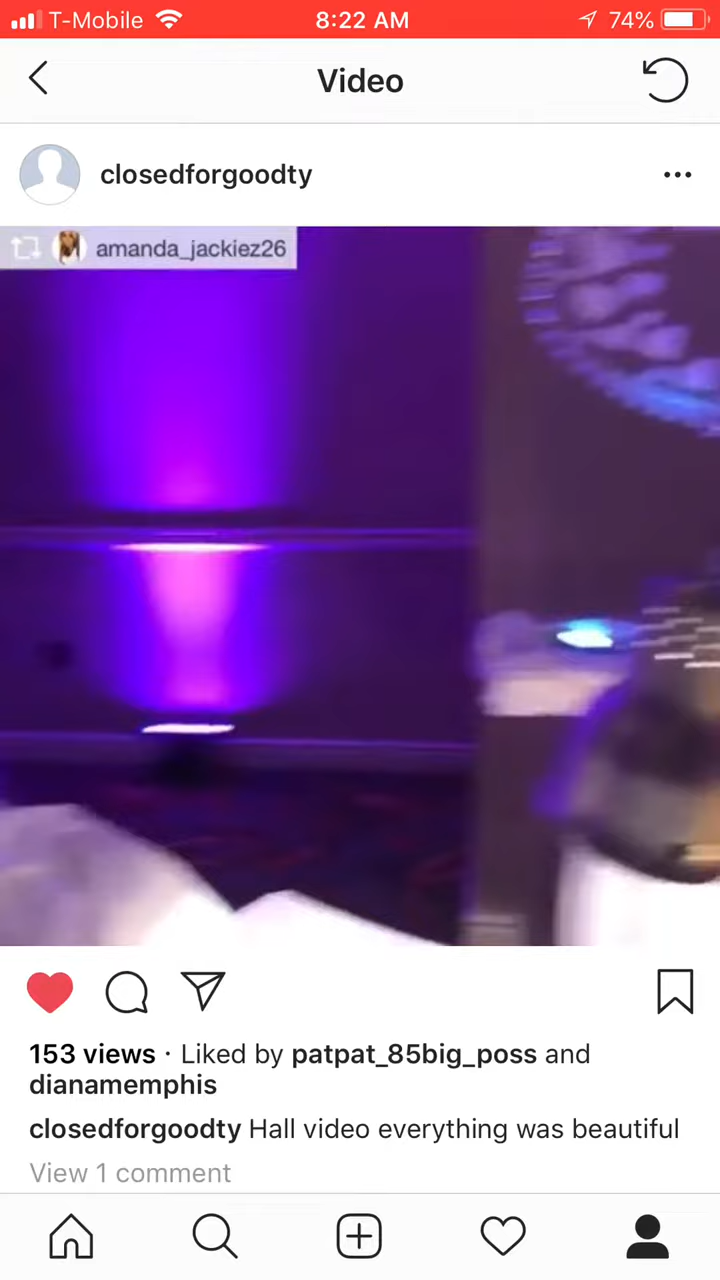 T-Mobile 8:22 AM 74%
Video
closedforgoodty
amanda_jackiez26
153 views · Liked by patpat_85big_poss and
dianamemphis
closedforgoodty Hall video everything was beautiful
View 1 comment